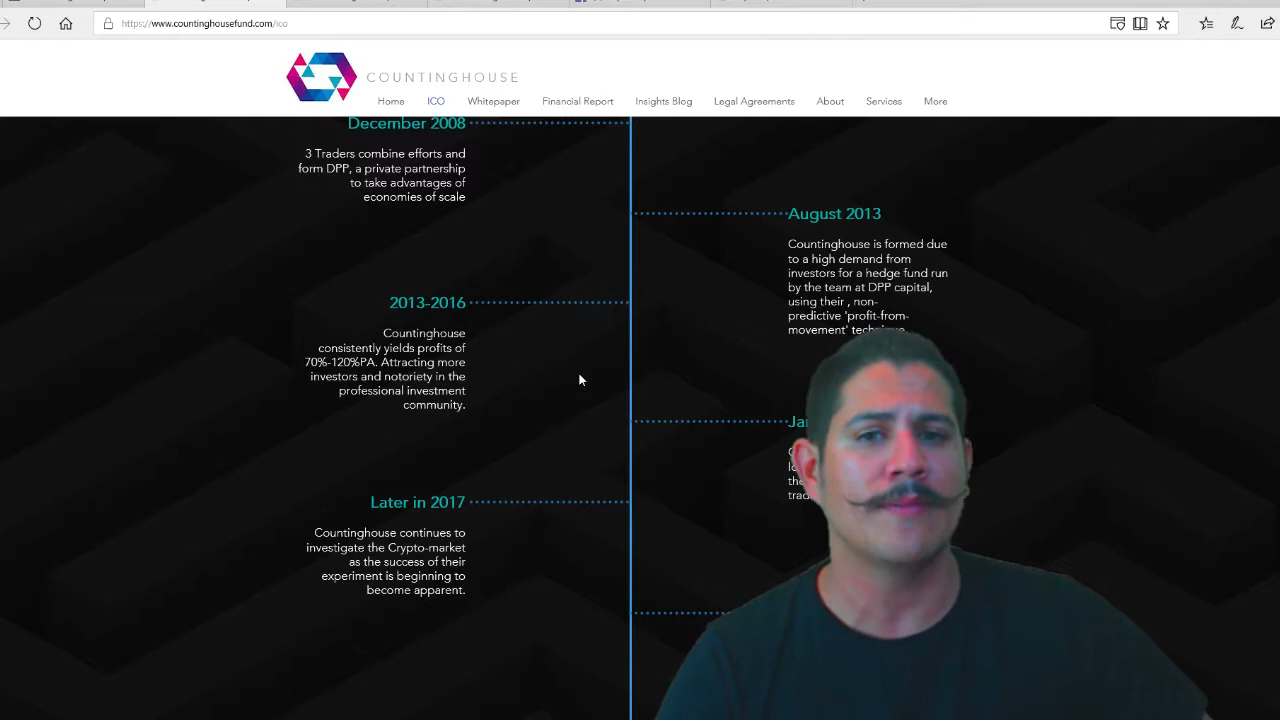 https://www.countinghousefund.com/ico
COUNTINGHOUSE
Home ICO Whitepaper Financial Report Insights Blog Legal Agreements About Services More
December 2008
3 Traders combine efforts and
form DPP, a private partnership
to take advantages of
economies of scale
August 2013
Countinghouse is formed due
to a high demand from
investors for a hedge fund run
by the team at DPP capital,
using their , non-
predictive 'profit-from-
movement' technique.
2013-2016
Countinghouse
consistently yields profits of
70%-120%PA. Attracting more
investors and notoriety in the
professional investment
community.
Later in 2017
Countinghouse continues to
investigate the Crypto-market
as the success of their
experiment is beginning to
become apparent.